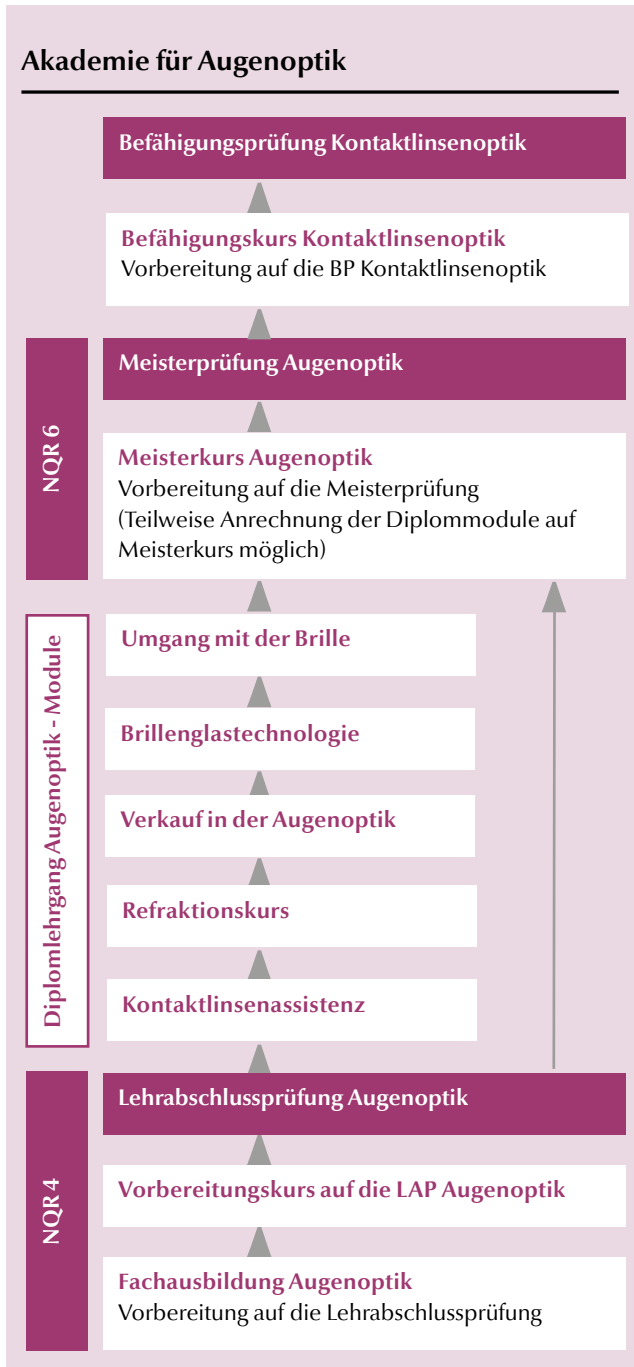 Akademie für Augenoptik
Befähigungsprüfung Kontaktlinsenoptik
Befähigungskurs Kontaktlinsenoptik
Vorbereitung auf die BP Kontaktlinsenoptik
NQR 6
Meisterprüfung Augenoptik
Meisterkurs Augenoptik
Vorbereitung auf die Meisterprüfung
(Teilweise Anrechnung der Diplommodule auf
Meisterkurs möglich)
Diplomlehrgang Augenoptik - Module
Umgang mit der Brille
Brillenglastechnologie
Verkauf in der Augenoptik
Refraktionskurs
Kontaktlinsenassistenz
NQR 4
Lehrabschlussprüfung Augenoptik
Vorbereitungskurs auf die LAP Augenoptik
Fachausbildung Augenoptik
Vorbereitung auf die Lehrabschlussprüfung